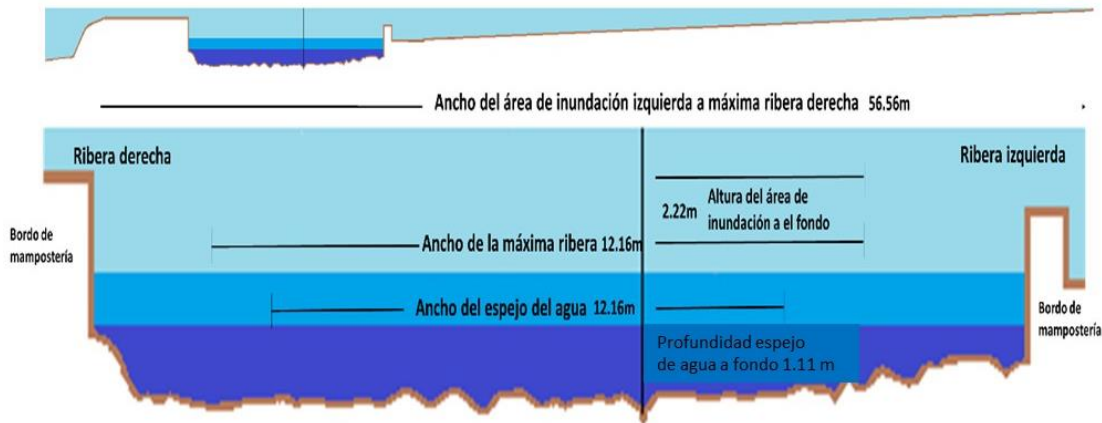 Ancho del área de inundación izquierda a máxima ribera derecha 56.56m
Ribera derecha
Ribera izquierda
2.22m
Altura del área de
inundación a el fondo
Bordo de
mampostería
Ancho de la máxima ribera 12.16m
Ancho del espejo del agua 12.16m
Bordo de
mampostería
Profundidad espejo
de agua a fondo 1.11 m